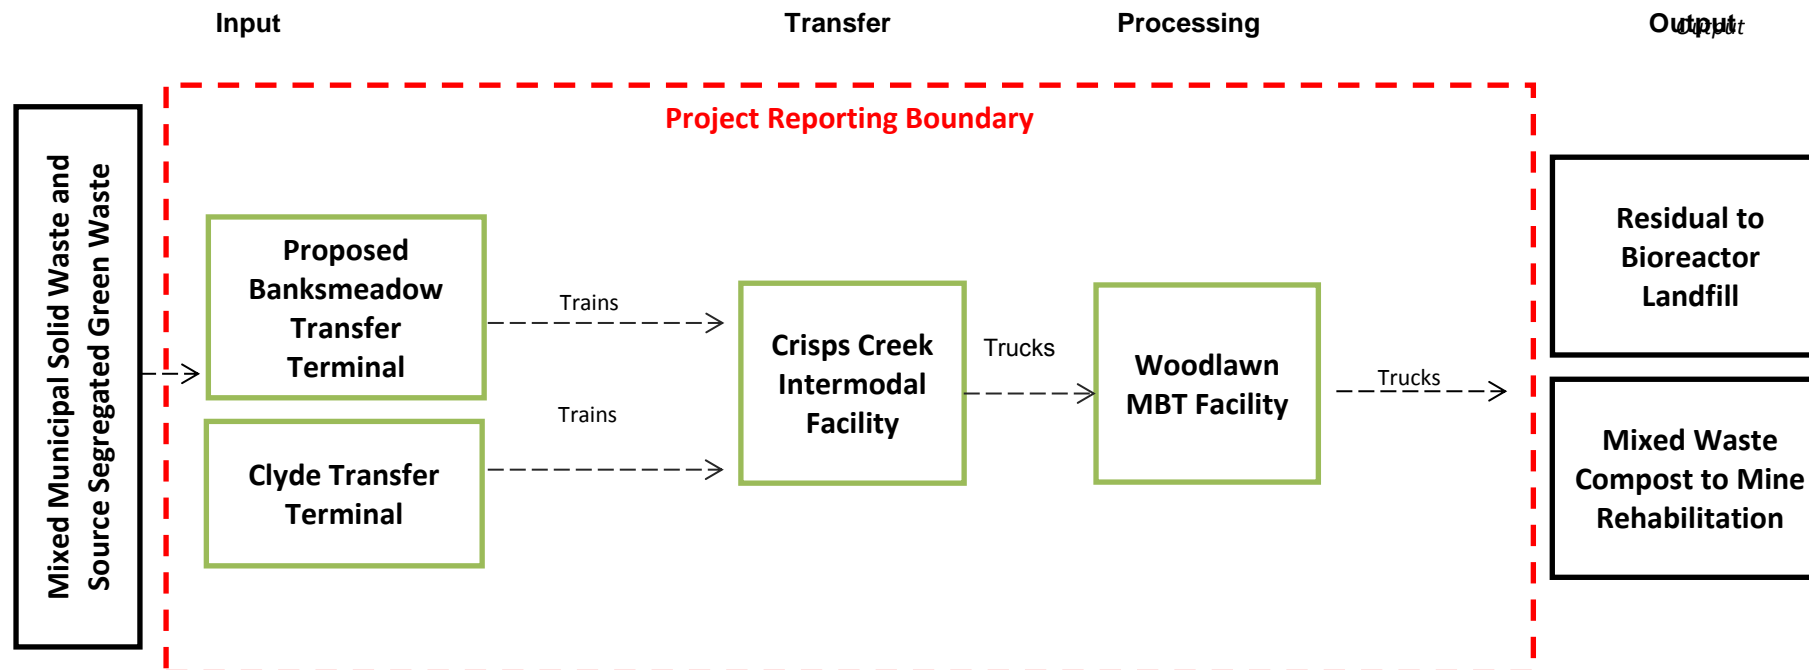 Input
Transfer
Processing
Output
Output
Project Reporting Boundary
Mixed Municipal Solid Waste and
Source Segregated Green Waste
Proposed
Banksmeadow
Transfer
Terminal
Trains
Clyde Transfer
Terminal
Trains
Crisps Creek
Intermodal
Facility
Trucks
Woodlawn
MBT Facility
Trucks
Residual to
Bioreactor
Landfill
Mixed Waste
Compost to Mine
Rehabilitation